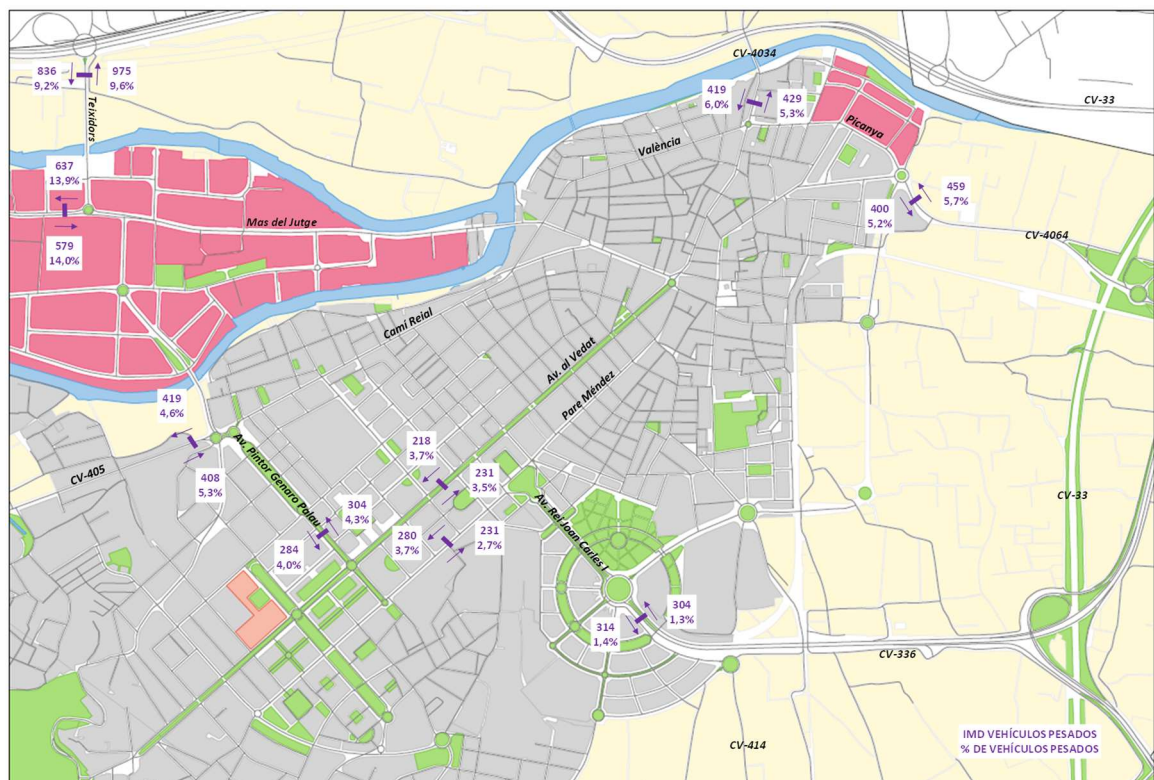 CV-4034
836
9,2%
975
9,6%
Teixidors
419
6,0%
429
5,3%
CV-33
Picanya
València
637
13,9%
459
5,7%
400
5,2%
Mas del Jutge
CV-4064
579
14,0%
Camí Reial
Av. al Vedat
Pare Méndez
419
4,6%
Av. Pintor Genaro Palau
218
3,7%
CV-405
408
5,3%
231
3,5%
Av. Rei Joan Carles I
CV-33
304
4,3%
280
3,7%
231
2,7%
284
4,0%
304
1,3%
314
1,4%
CV-336
CV-414
IMD VEHÍCULOS PESADOS
% DE VEHÍCULOS PESADOS